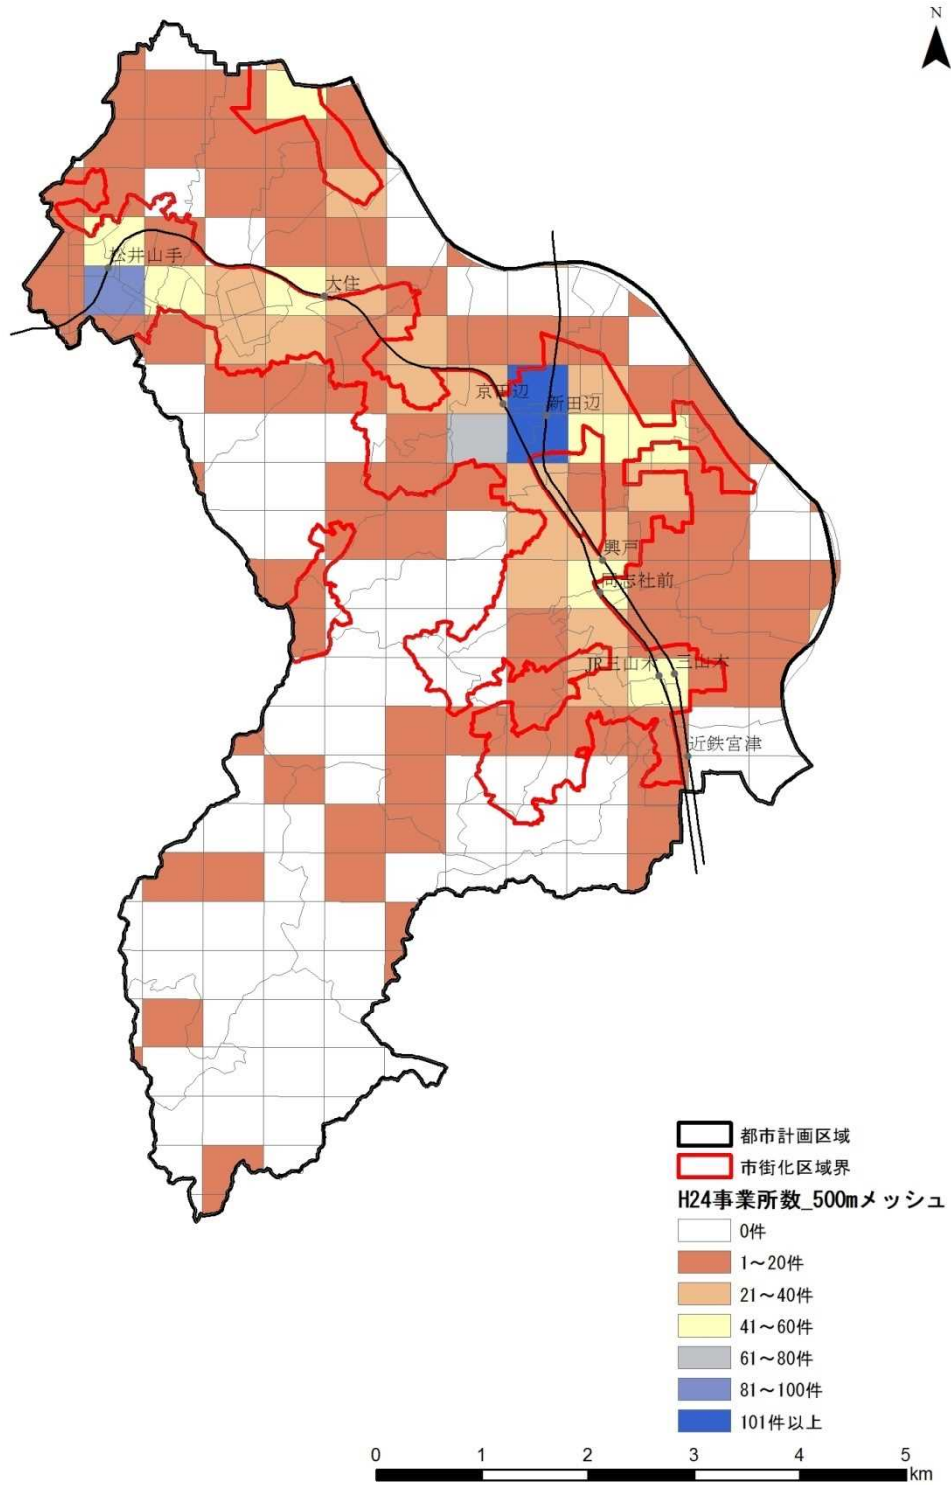 N
松井山手
大住
京田辺
新田辺
興戸
同志社前
JR三山木
三山木
近鉄宮津
都市計画区域
市街化区域界
H24事業所数_500mメッシュ
0件
1～20件
21～40件
41～60件
61～80件
81～100件
101件以上
0 1 2 3 4 5
km